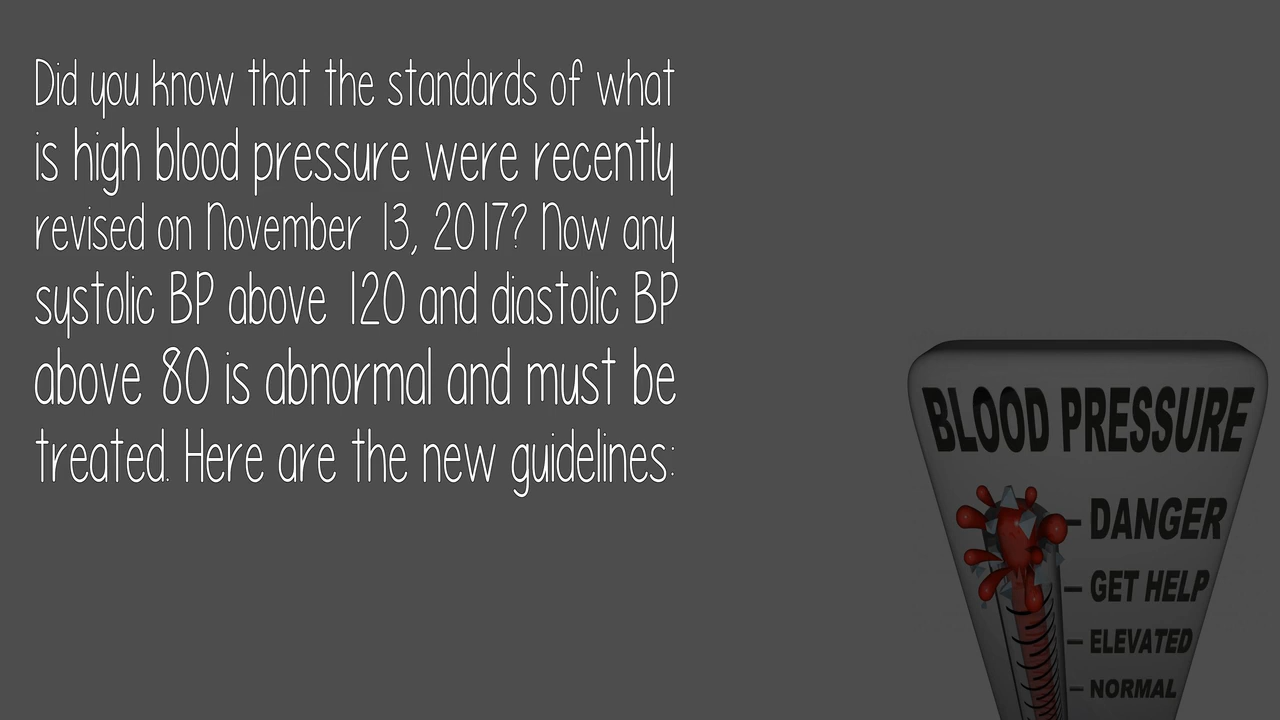 Did you know that the standards of what
is high blood pressure were recently
revised on November 13, 2017? Now any
systolic BP above 120 and diastolic BP
above 80 is abnormal and must be
treated. Here are the new guidelines:
BLOOD PRESSURE
DANGER
GET HELP
ELEVATED
NORMAL